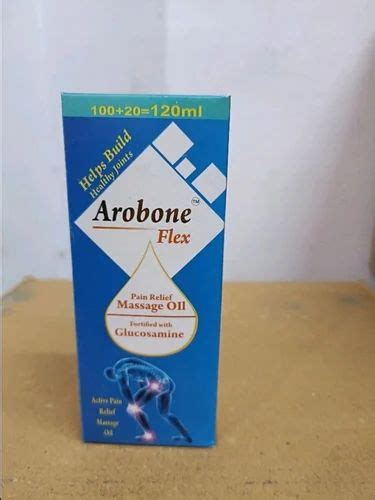 100+20=120ml
Helps Build
Healthy Joints
Arobone™
Flex
Pain Relief
Massage OIl
Fortified with
Glucosamine
Active Pain
Relief
Massage
Oil